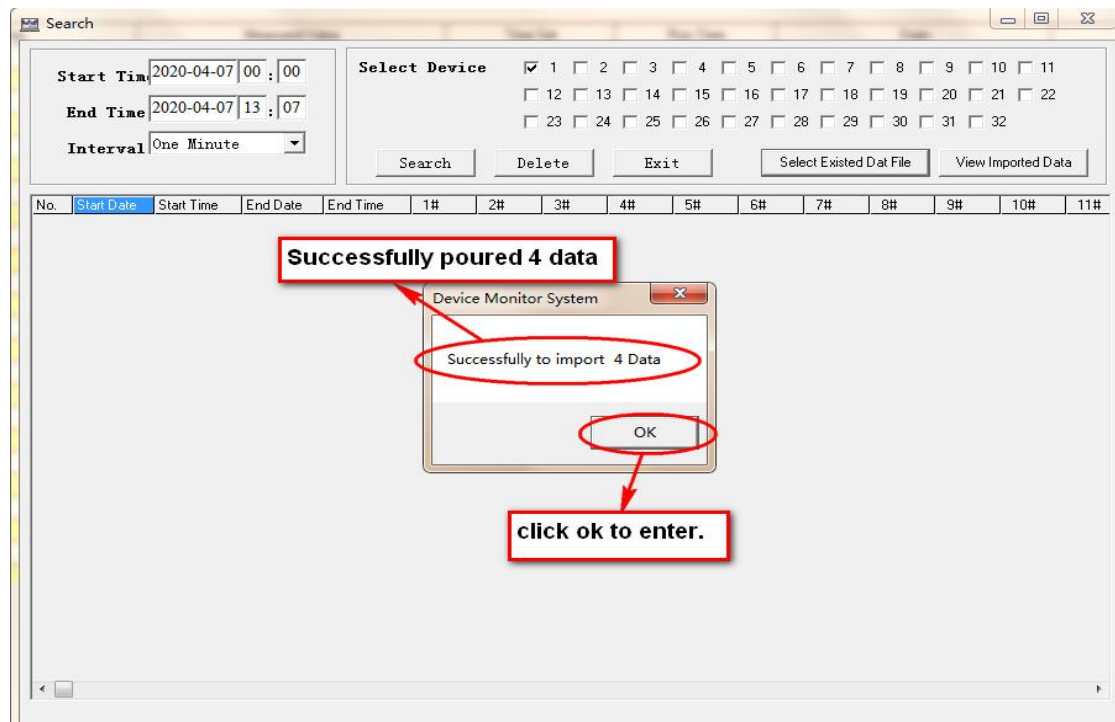 Search
Start Tim 2020-04-07 00 : 00
End Time 2020-04-07 13 : 07
Interval One Minute
Select Device 1 2 3 4 5 6 7 8 9 10 11
12 13 14 15 16 17 18 19 20 21 22
23 24 25 26 27 28 29 30 31 32
Search Delete Exit Select Existed Dat File View Imported Data
No. Start Date Start Time End Date End Time 1# 2# 3# 4# 5# 6# 7# 8# 9# 10# 11#
Successfully poured 4 data
Device Monitor System
Successfully to import 4 Data
OK
click ok to enter.